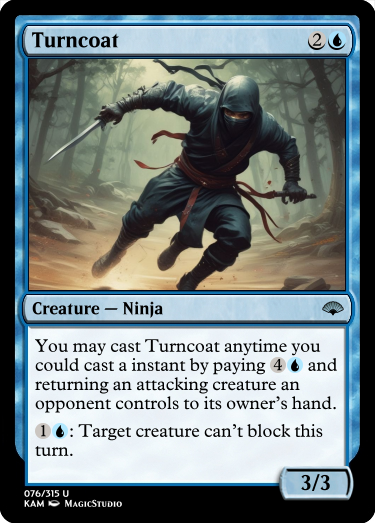 Turncoat 2
Creature — Ninja
You may cast Turncoat anytime you
could cast a instant by paying 4 and
returning an attacking creature an
opponent controls to its owner's hand.
1 : Target creature can't block this
turn.
3/3
076/315 U
KAM MagicStudio